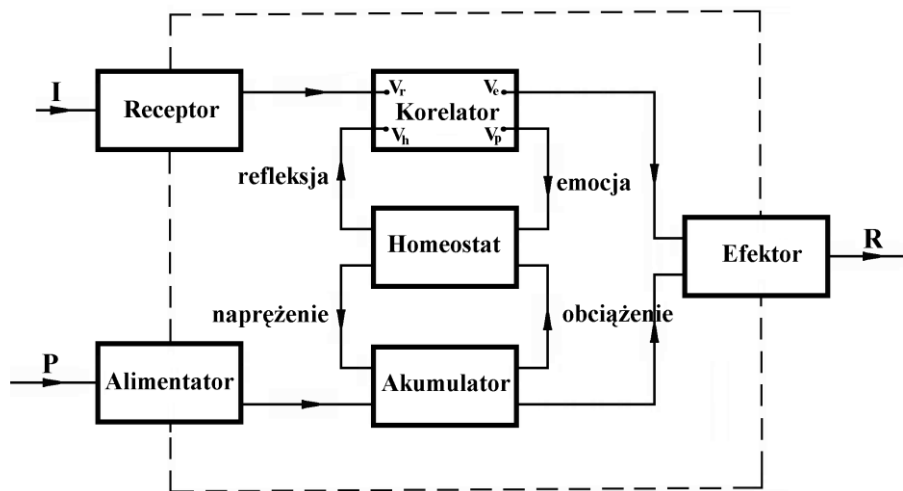 I
Receptor
Vr
Ve
Korelator
Vh
Vp
refleksja
emocja
Homeostat
Efektor
R
naprężenie
obciążenie
P
Alimentator
Akumulator